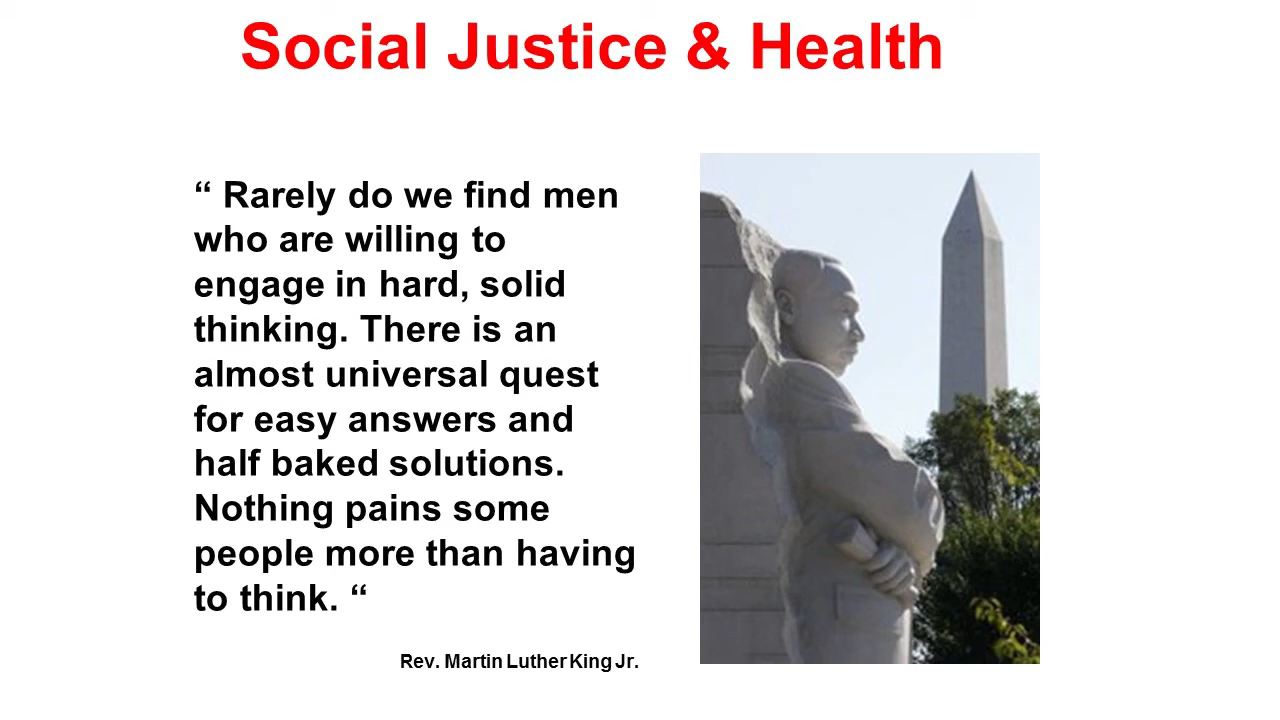 Social Justice & Health
“ Rarely do we find men
who are willing to
engage in hard, solid
thinking. There is an
almost universal quest
for easy answers and
half baked solutions.
Nothing pains some
people more than having
to think. “
Rev. Martin Luther King Jr.